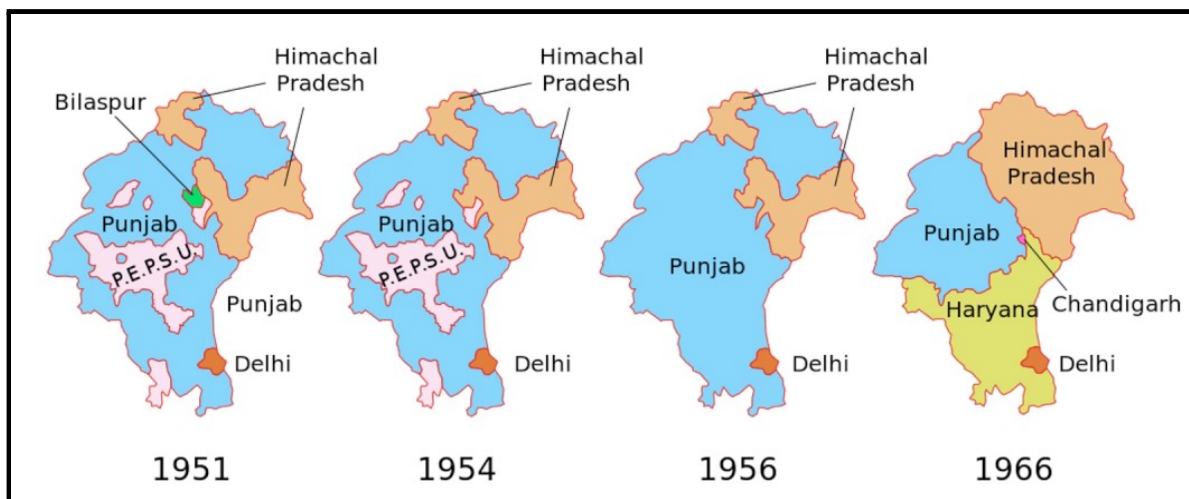 Himachal
Pradesh
Bilaspur
Punjab
P.E.P.S.U.
Punjab
Delhi
1951
Himachal
Pradesh
Punjab
P.E.P.S.U.
Delhi
1954
Himachal
Pradesh
Punjab
Delhi
1956
Himachal
Pradesh
Punjab
Haryana
Chandigarh
Delhi
1966